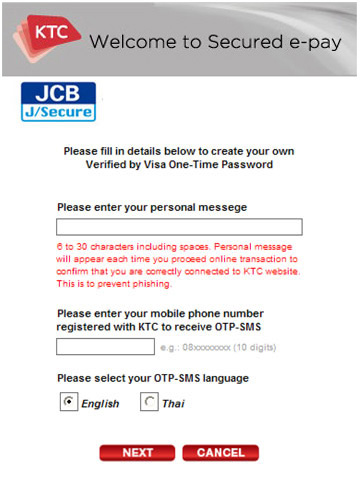 KTC
Welcome to Secured e-pay
JCB
J/Secure
Please fill in details below to create your own
Verified by Visa One-Time Password
Please enter your personal messege
6 to 30 characters including spaces. Personal message
will appear each time you proceed online transaction to
confirm that you are correctly connected to KTC website.
This is to prevent phishing.
Please enter your mobile phone number
registered with KTC to receive OTP-SMS
e.g.: 08xxxxxxxx (10 digits)
Please select your OTP-SMS language
English Thai
NEXT CANCEL